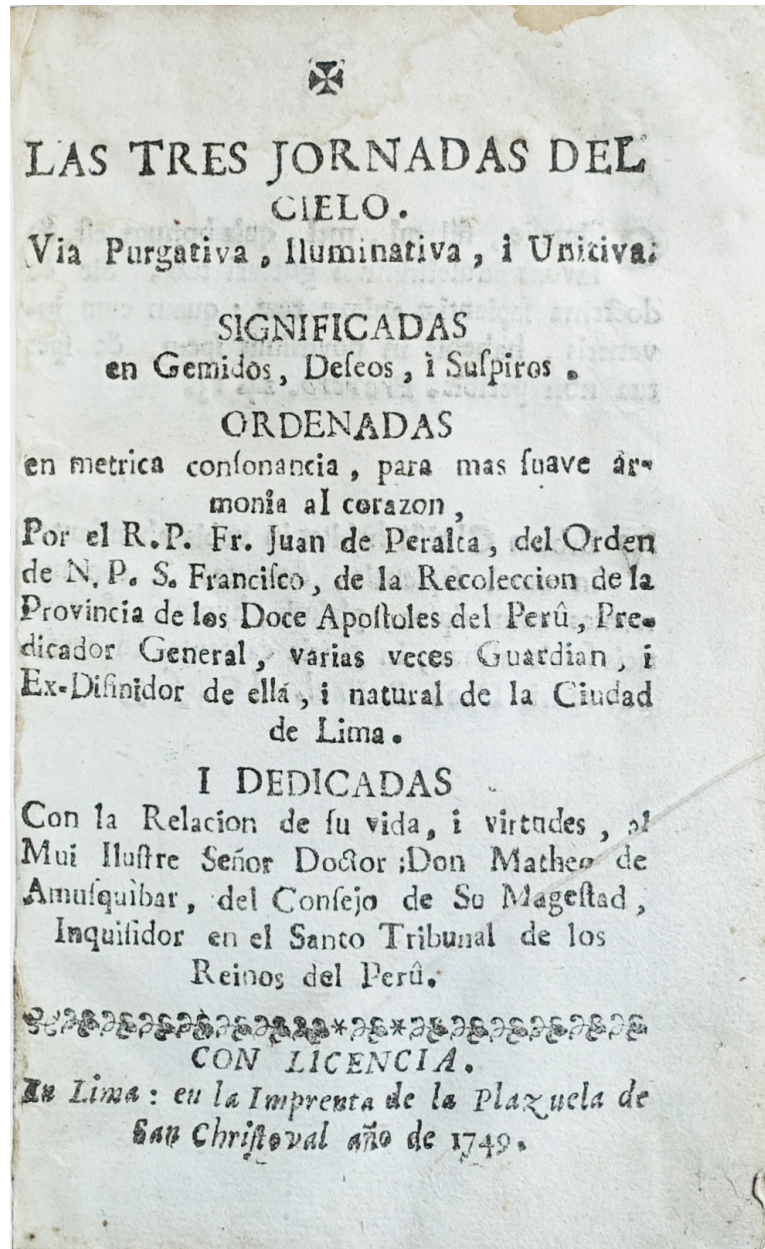 ✠
LAS TRES JORNADAS DEL
CIELO.
Via Purgativa, Iluminativa, i Unitiva:
SIGNIFICADAS
en Gemidos, Deſeos, ì Suſpiros.
ORDENADAS
en metrica conſonancia, para mas ſuave àr-
monìa al corazon,
Por el R.P. Fr. Juan de Peralta, del Orden
de N. P. S. Franciſco, de la Recoleccion de la
Provincia de los Doce Apoſtoles del Perû, Pre-
dicador General, varias veces Guardian, i
Ex-Difinidor de ellá, i natural de la Ciudad
de Lima.
I DEDICADAS
Con la Relacion de ſu vida, i virtudes, al
Mui Iluſtre Señor Doctor ;Don Matheo de
Amuſquibar, del Conſejo de Su Mageſtad,
Inquiſidor en el Santo Tribunal de los
Reinos del Perû.
CON LICENCIA.
En Lima: en la Imprenta de la Plazuela de
San Chriſtoval año de 1749.